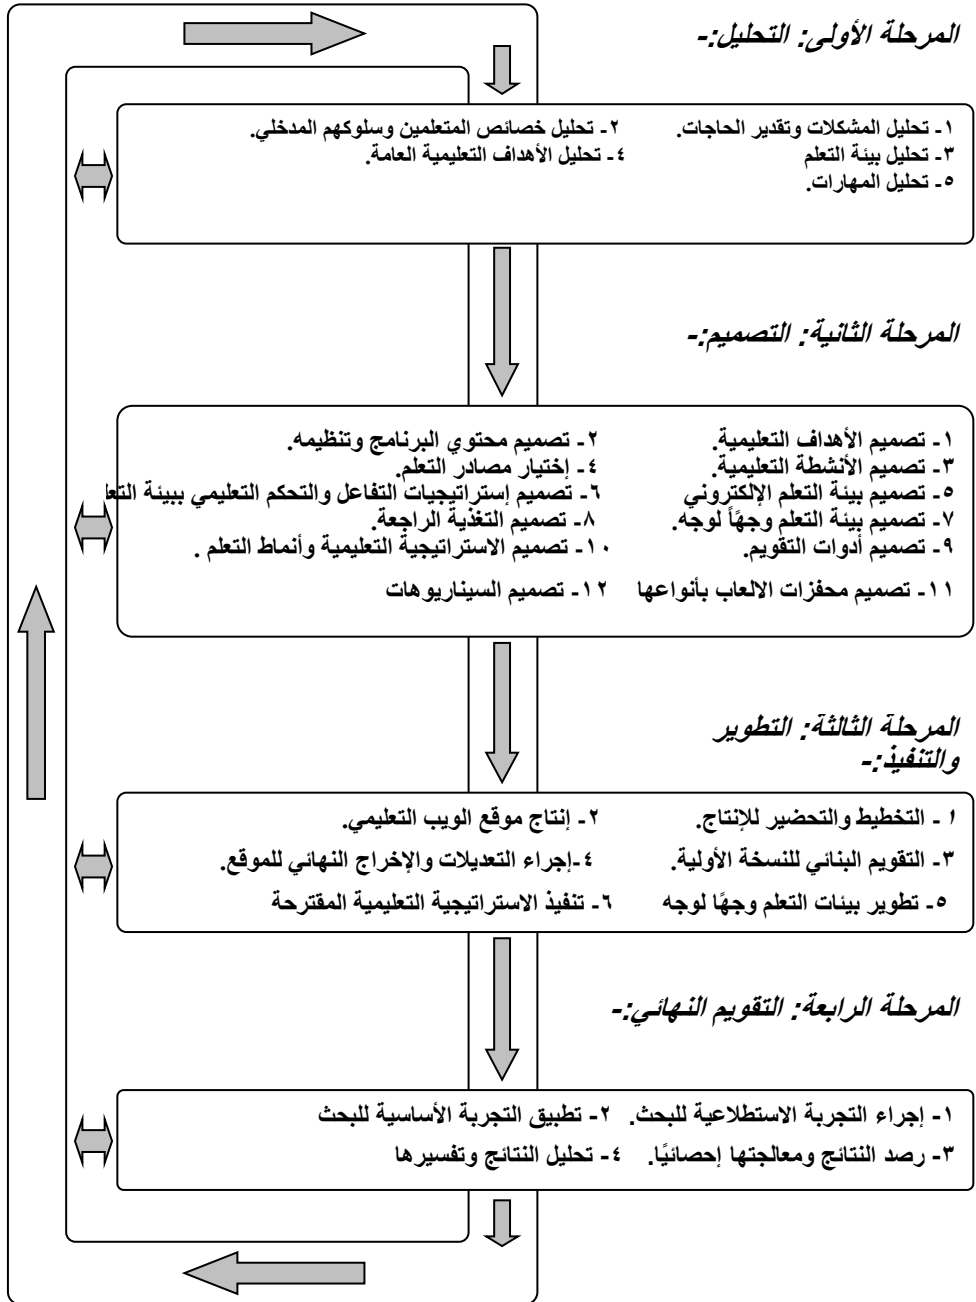 المرحلة الأولى: التحليل:-
١- تحليل المشكلات وتقدير الحاجات. ٢- تحليل خصائص المتعلمين وسلوكهم المدخلي.
٣- تحليل بيئة التعلم ٤- تحليل الأهداف التعليمية العامة.
٥- تحليل المهارات.
المرحلة الثانية: التصميم:-
١- تصميم الأهداف التعليمية. ٢- تصميم محتوي البرنامج وتنظيمه.
٣- تصميم الأنشطة التعليمية. ٤- إختيار مصادر التعلم.
٥- تصميم بيئة التعلم الإلكتروني ٦- تصميم إستراتيجيات التفاعل والتحكم التعليمي ببيئة
٧- تصميم بيئة التعلم وجهًا لوجه. ٨- تصميم التغذية الراجعة.
٩- تصميم أدوات التقويم. ١٠- تصميم الاستراتيجية التعليمية وأنماط التعلم .
١١- تصميم محفزات الالعاب بأنواعها ١٢- تصميم السيناريوهات
المرحلة الثالثة: التطوير
والتنفيذ:-
١ - التخطيط والتحضير للإنتاج. ٢- إنتاج موقع الويب التعليمي.
٣- التقويم البنائي للنسخة الأولية. ٤-إجراء التعديلات والإخراج النهائي للموقع.
٥- تطوير بيئات التعلم وجهًا لوجه ٦- تنفيذ الاستراتيجية التعليمية المقترحة
المرحلة الرابعة: التقويم النهائي:-
١- إجراء التجربة الاستطلاعية للبحث. ٢- تطبيق التجربة الأساسية للبحث
٣- رصد النتائج ومعالجتها إحصائيًا. ٤- تحليل النتائج وتفسيرها